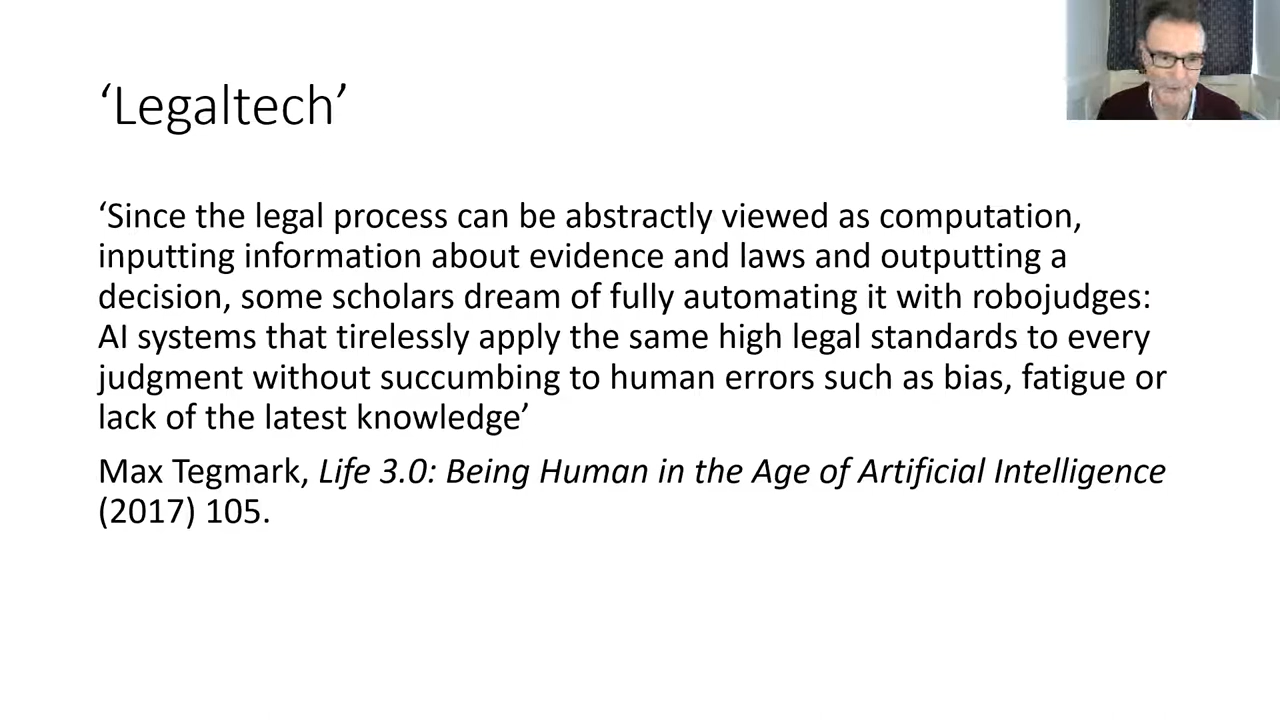 ‘Legaltech’
‘Since the legal process can be abstractly viewed as computation,
inputting information about evidence and laws and outputting a
decision, some scholars dream of fully automating it with robojudges:
AI systems that tirelessly apply the same high legal standards to every
judgment without succumbing to human errors such as bias, fatigue or
lack of the latest knowledge’
Max Tegmark, Life 3.0: Being Human in the Age of Artificial Intelligence
(2017) 105.